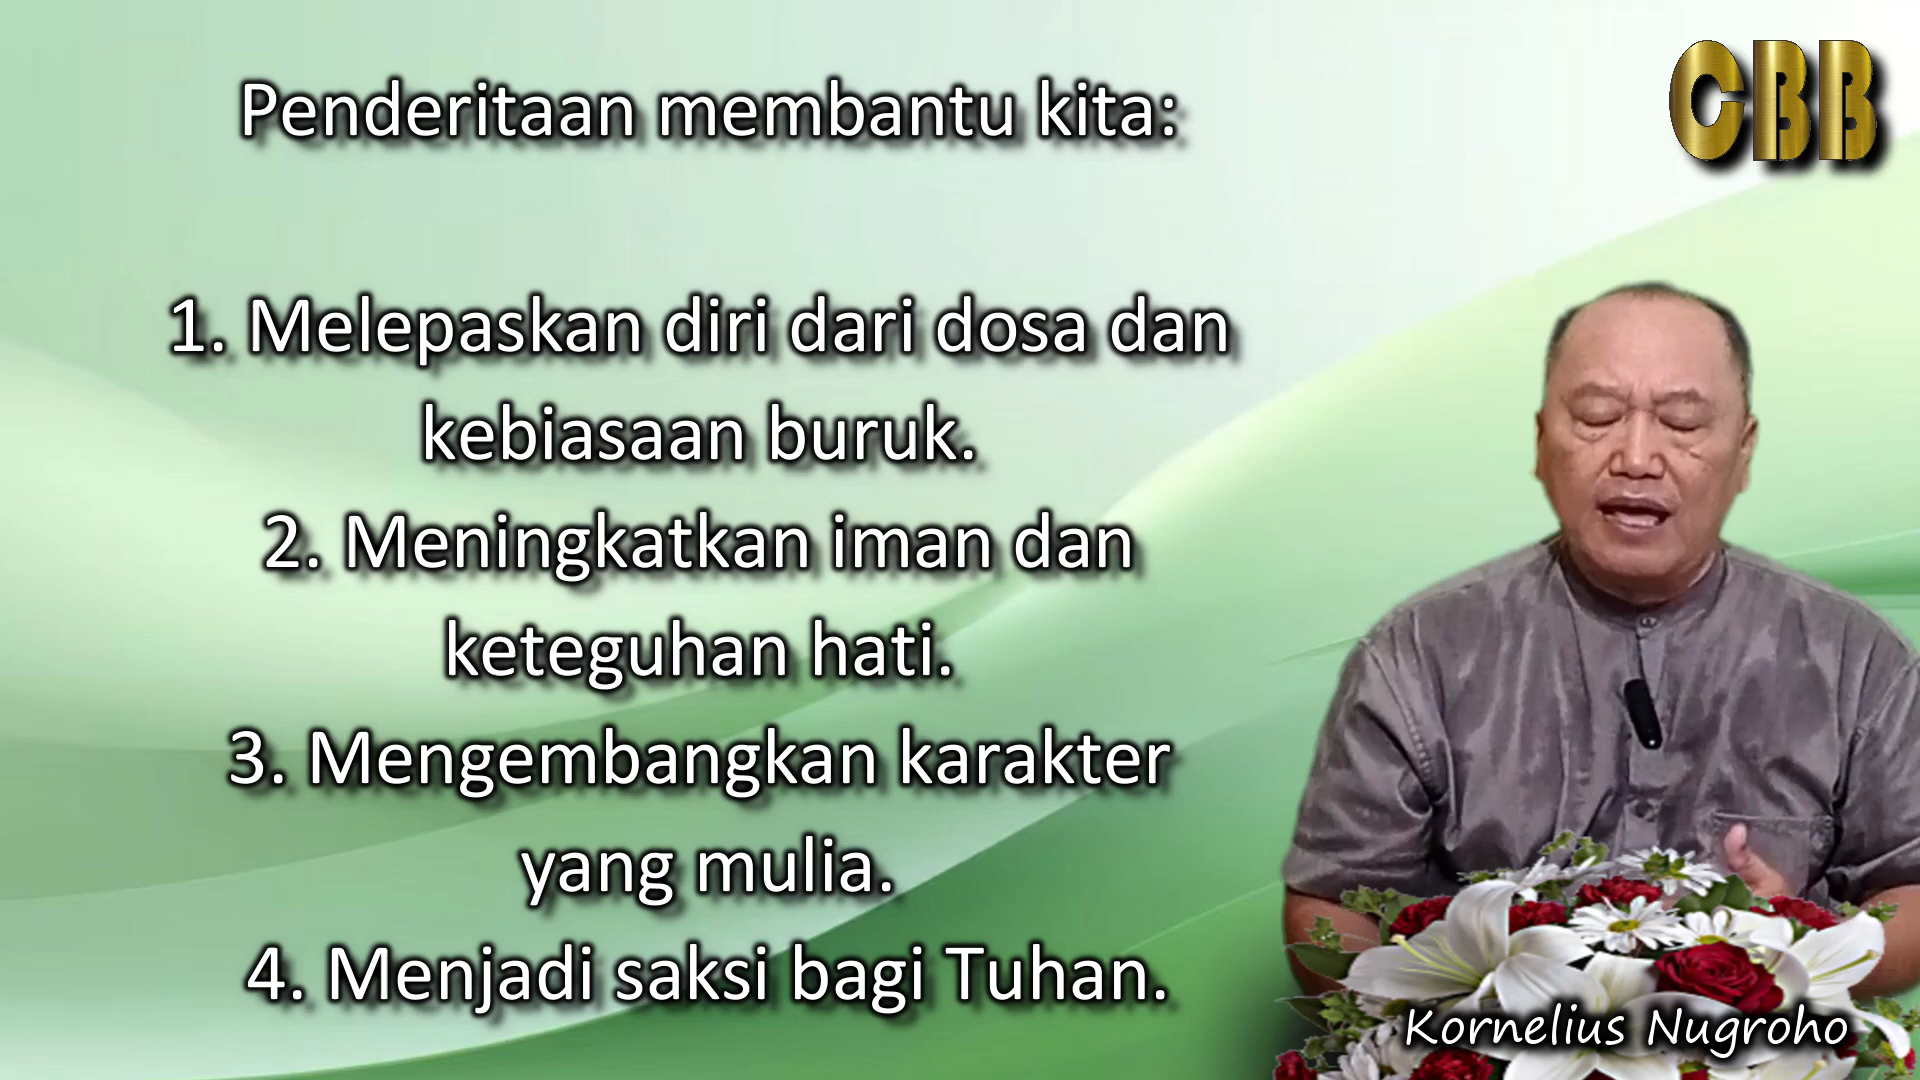 CBB
Penderitaan membantu kita:
1. Melepaskan diri dari dosa dan
kebiasaan buruk.
2. Meningkatkan iman dan
keteguhan hati.
3. Mengembangkan karakter
yang mulia.
4. Menjadi saksi bagi Tuhan.
Kornelius Nugroho